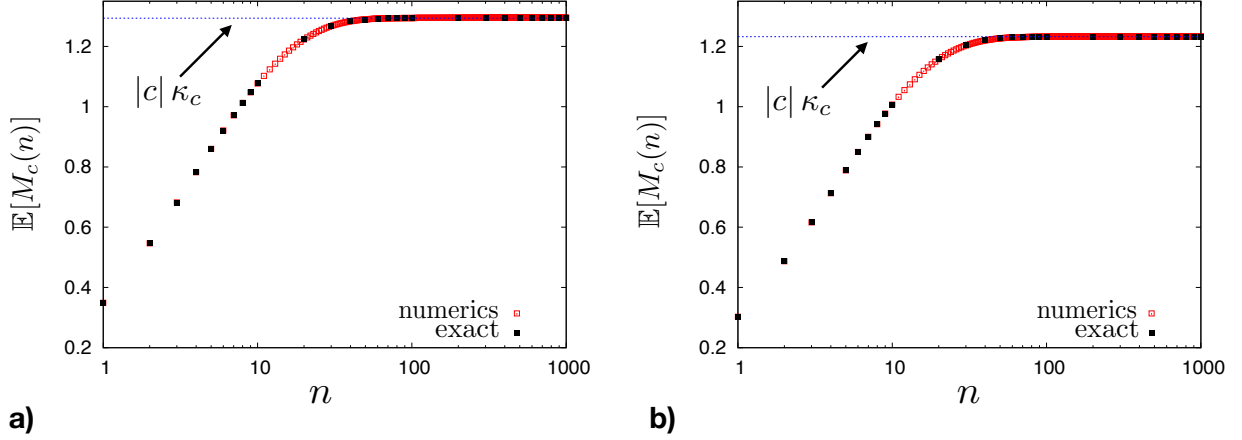 1.2
1
0.8
0.6
0.4
0.2
1
10
100
1000
𝔼[M_c(n)]
n
|c| κ_c
numerics
exact
a)
1.2
1
0.8
0.6
0.4
0.2
1
10
100
1000
𝔼[M_c(n)]
n
|c| κ_c
numerics
exact
b)